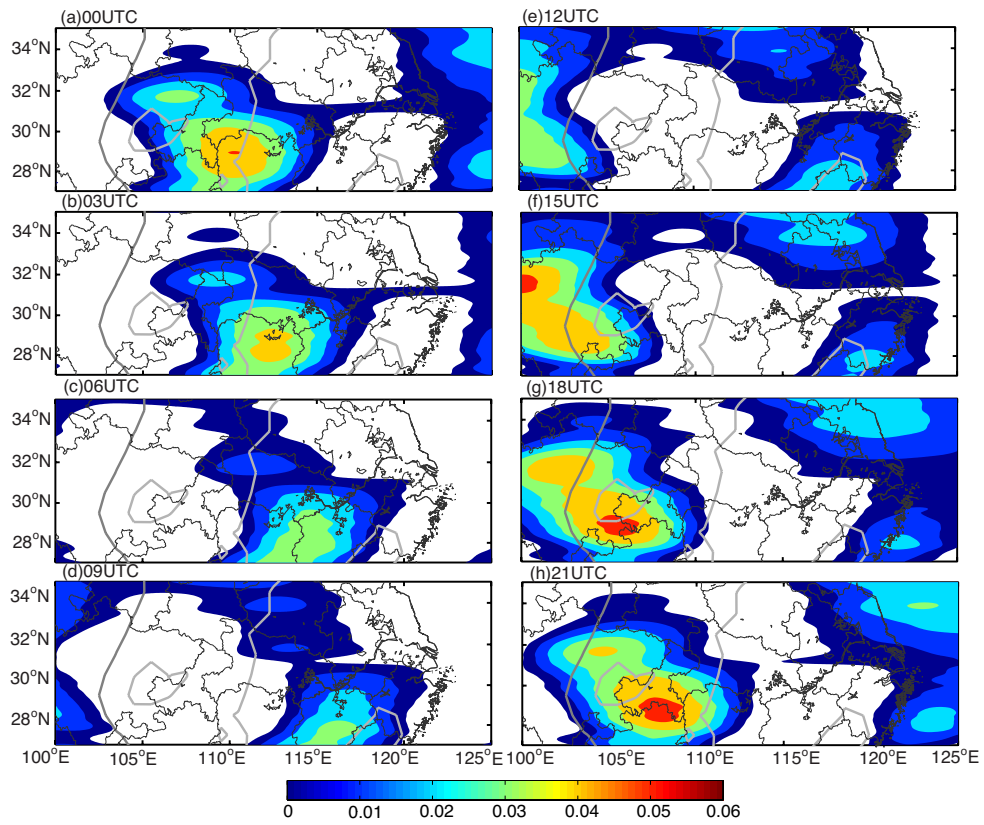 (a)00UTC
(e)12UTC
34°N
32°N
30°N
28°N
(b)03UTC
(f)15UTC
34°N
32°N
30°N
28°N
(c)06UTC
(g)18UTC
34°N
32°N
30°N
28°N
(d)09UTC
(h)21UTC
34°N
32°N
30°N
28°N
100°E 105°E 110°E 115°E 120°E 125°E
100°E 105°E 110°E 115°E 120°E 125°E
0 0.01 0.02 0.03 0.04 0.05 0.06